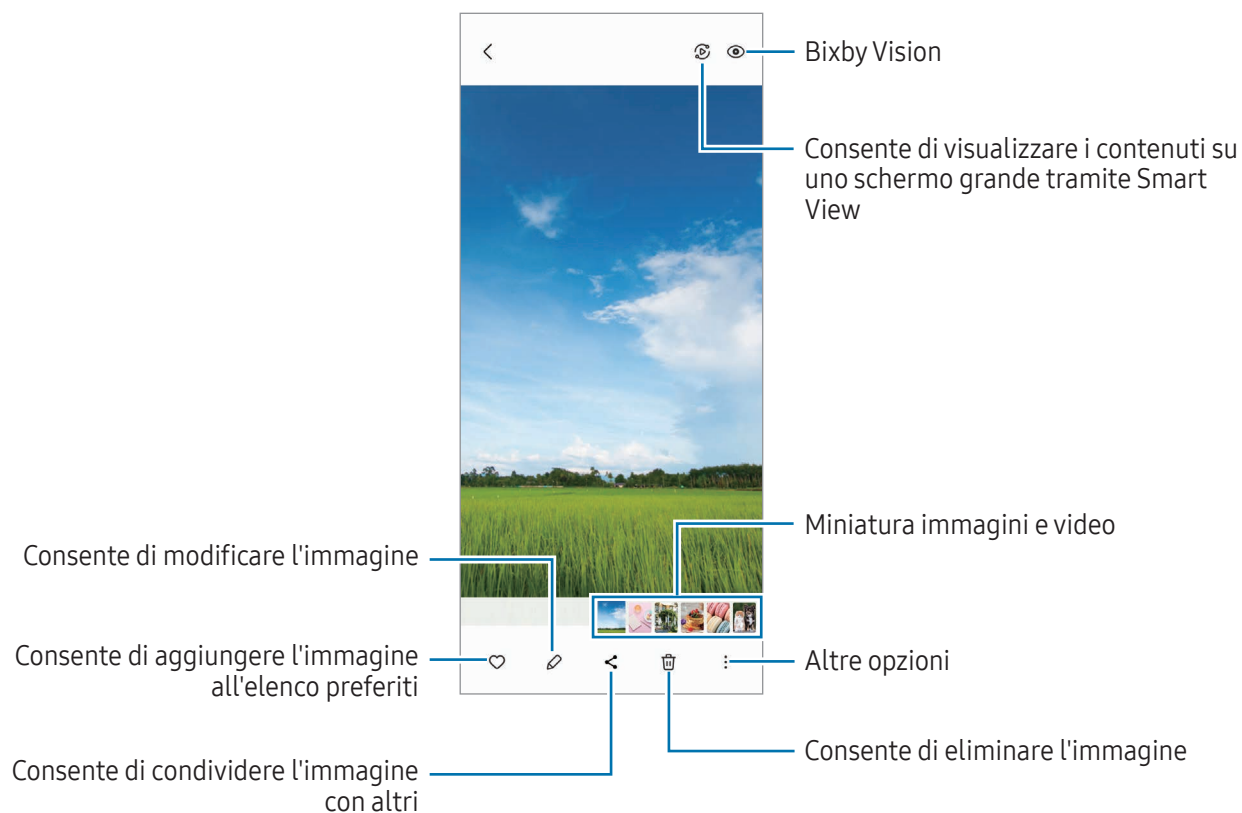 Bixby Vision
Consente di visualizzare i contenuti su
uno schermo grande tramite Smart
View
Miniatura immagini e video
Consente di modificare l'immagine
Consente di aggiungere l'immagine
all'elenco preferiti
Altre opzioni
Consente di eliminare l'immagine
Consente di condividere l'immagine
con altri